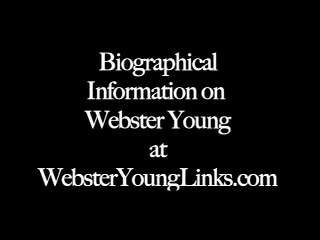 Biographical
Information on
Webster Young
at
WebsterYoungLinks.com